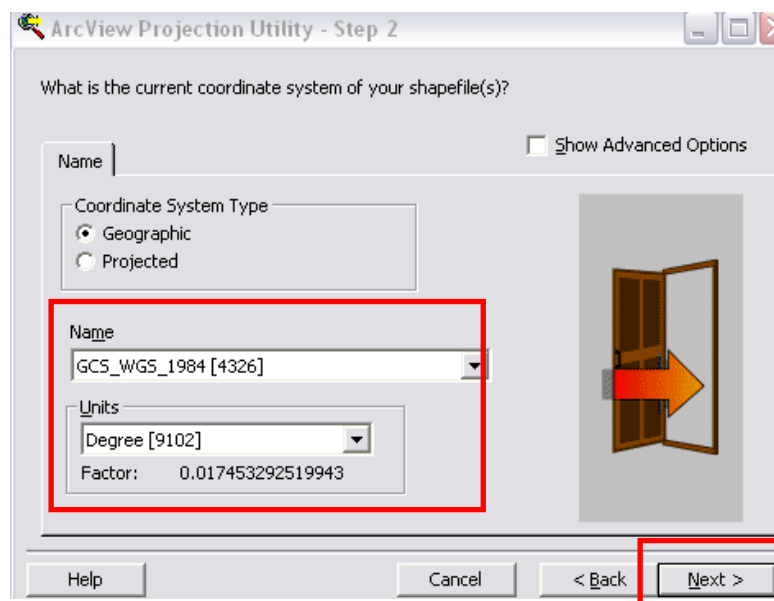 ArcView Projection Utility - Step 2
What is the current coordinate system of your shapefile(s)?
Show Advanced Options
Name
Coordinate System Type
Geographic
Projected
Name
GCS_WGS_1984 [4326]
Units
Degree [9102]
Factor: 0.017453292519943
Help Cancel < Back Next >